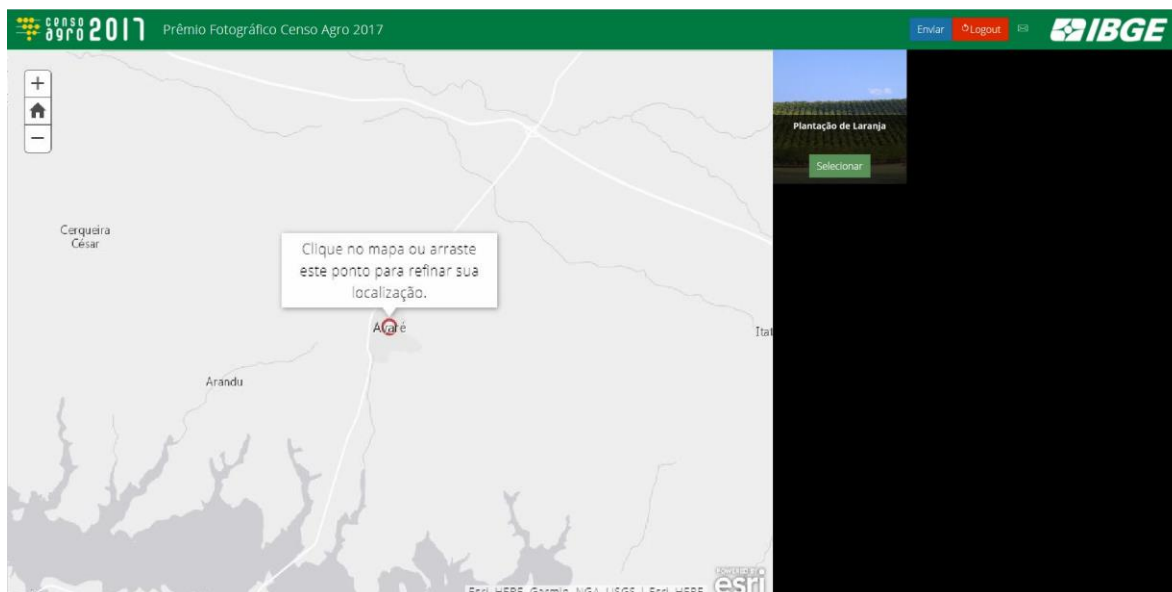 censo
agro 2017
Prêmio Fotográfico Censo Agro 2017
Enviar
Logout
IBGE
+
−
Plantação de Laranja
Selecionar
Cerqueira
César
Clique no mapa ou arraste
este ponto para refinar sua
localização.
Avaré
Arandu
POWERED BY
esri
Esri, HERE, Garmin, NGA, USGS | Esri, HERE